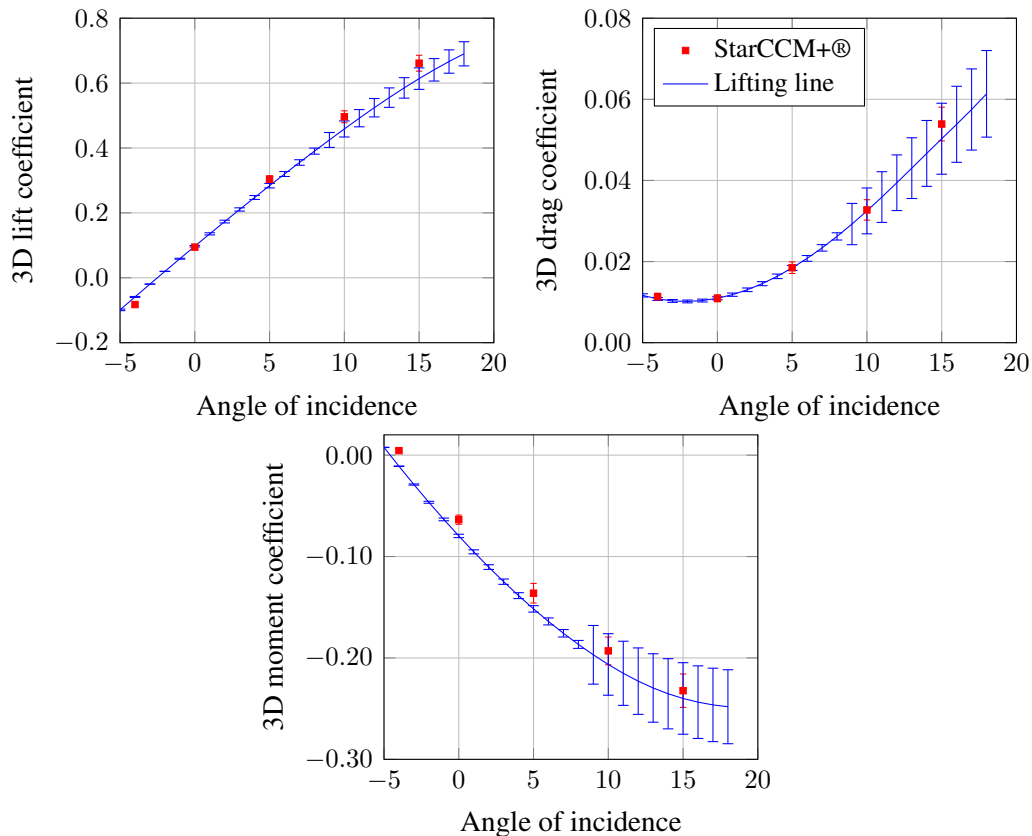 3D lift coefficient
0.8
0.6
0.4
0.2
0.0
−0.2
−5 0 5 10 15 20
Angle of incidence
3D drag coefficient
0.08
0.06
0.04
0.02
0.00
−5 0 5 10 15 20
Angle of incidence
StarCCM+®
Lifting line
3D moment coefficient
0.00
−0.10
−0.20
−0.30
−5 0 5 10 15 20
Angle of incidence